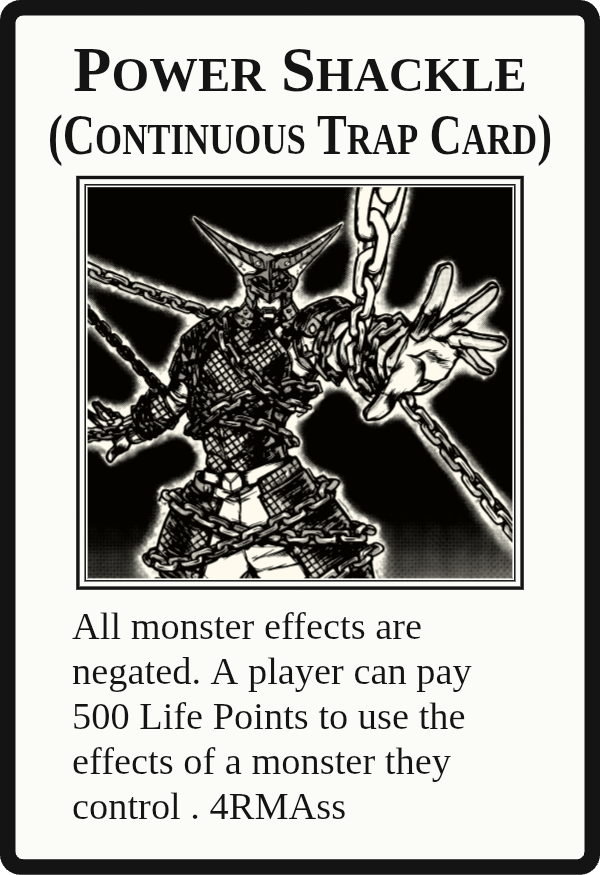 Power Shackle
(Continuous Trap Card)
All monster effects are
negated. A player can pay
500 Life Points to use the
effects of a monster they
control . 4RMAss